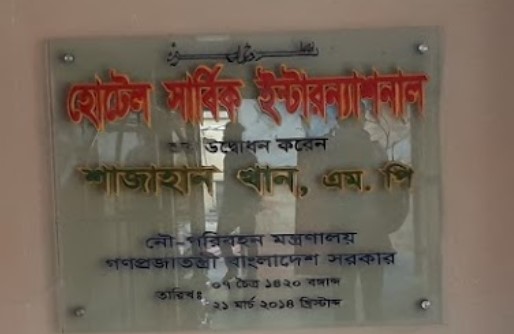 হোটেল সার্বিক ইন্টারন্যাশনাল
শুভ উদ্বোধন করেন
শাজাহান খান, এম. পি
নৌ-পরিবহন মন্ত্রণালয়
গণপ্রজাতন্ত্রী বাংলাদেশ সরকার
তারিখঃ ০৭ চৈত্র ১৪২০ বঙ্গাব্দ
২১ মার্চ ২০১৪ খ্রিস্টাব্দ